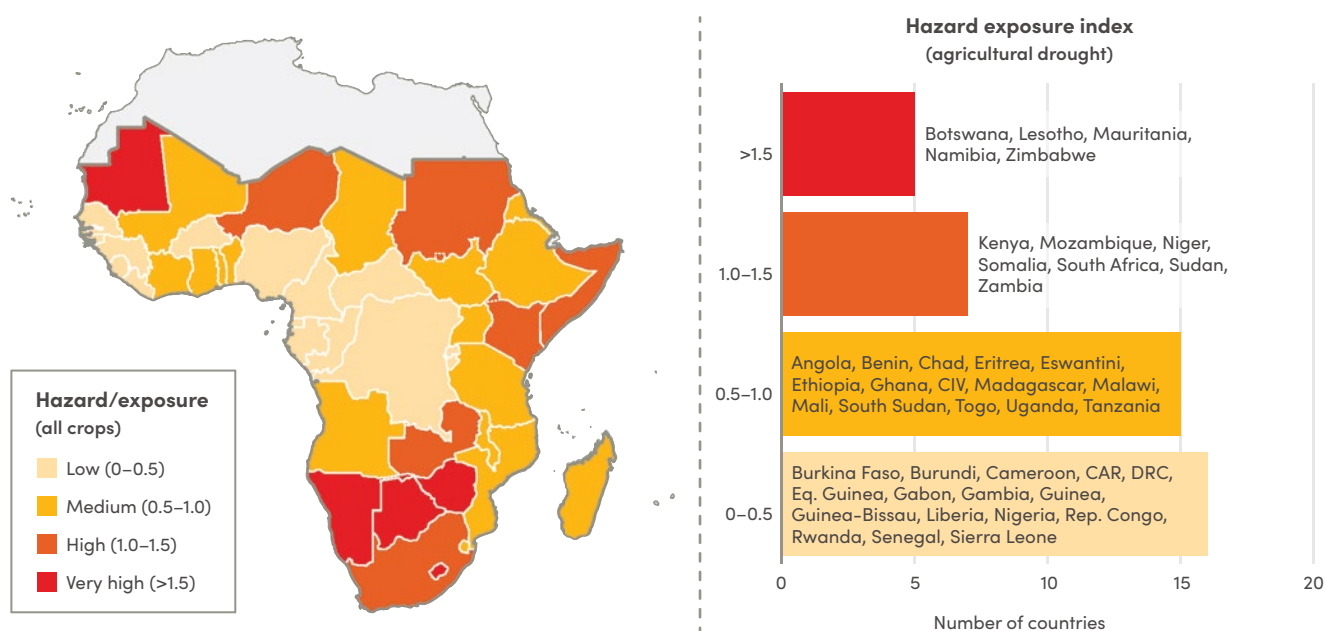 Hazard/exposure
(all crops)
Low (0–0.5)
Medium (0.5–1.0)
High (1.0–1.5)
Very high (>1.5)
Hazard exposure index
(agricultural drought)
>1.5
Botswana, Lesotho, Mauritania,
Namibia, Zimbabwe
1.0–1.5
Kenya, Mozambique, Niger,
Somalia, South Africa, Sudan,
Zambia
0.5–1.0
Angola, Benin, Chad, Eritrea, Eswantini,
Ethiopia, Ghana, CIV, Madagascar, Malawi,
Mali, South Sudan, Togo, Uganda, Tanzania
0–0.5
Burkina Faso, Burundi, Cameroon, CAR, DRC,
Eq. Guinea, Gabon, Gambia, Guinea,
Guinea-Bissau, Liberia, Nigeria, Rep. Congo,
Rwanda, Senegal, Sierra Leone
0 5 10 15 20
Number of countries